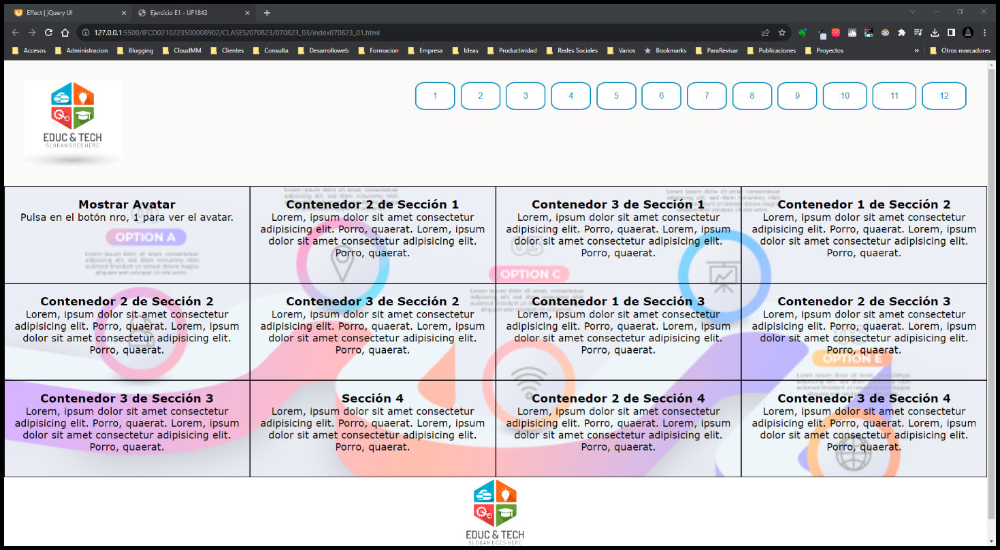 Effect | jQuery UI
Ejercicio E1 - UF1843
127.0.0.1:5500/IFCD0210223500008902/CLASES/070823/070823_03/index070823_01.html
Accesos Administracion Blogging CloudMM Clientes Consulta Desarrolloweb Formacion Empresa Ideas Productividad Redes Sociales Varios Bookmarks ParaRevisar Publicaciones Proyectos » Otros marcadores
EDUC & TECH
SLOGAN GOES HERE
1 2 3 4 5 6 7 8 9 10 11 12
Mostrar Avatar
Pulsa en el botón nro, 1 para ver el avatar.
01
OPTION A
Contenedor 2 de Sección 1
Lorem, ipsum dolor sit amet consectetur
adipisicing elit. Porro, quaerat. Lorem, ipsum
dolor sit amet consectetur adipisicing elit.
Porro, quaerat.
Contenedor 3 de Sección 1
Lorem, ipsum dolor sit amet consectetur
adipisicing elit. Porro, quaerat. Lorem, ipsum
dolor sit amet consectetur adipisicing elit.
Porro, quaerat.
03
OPTION C
Contenedor 1 de Sección 2
Lorem, ipsum dolor sit amet consectetur
adipisicing elit. Porro, quaerat. Lorem, ipsum
dolor sit amet consectetur adipisicing elit.
Porro, quaerat.
Contenedor 2 de Sección 2
Lorem, ipsum dolor sit amet consectetur
adipisicing elit. Porro, quaerat. Lorem, ipsum
dolor sit amet consectetur adipisicing elit.
Porro, quaerat.
Contenedor 3 de Sección 2
Lorem, ipsum dolor sit amet consectetur
adipisicing elit. Porro, quaerat. Lorem, ipsum
dolor sit amet consectetur adipisicing elit.
Porro, quaerat.
Contenedor 1 de Sección 3
Lorem, ipsum dolor sit amet consectetur
adipisicing elit. Porro, quaerat. Lorem, ipsum
dolor sit amet consectetur adipisicing elit.
Porro, quaerat.
Contenedor 2 de Sección 3
Lorem, ipsum dolor sit amet consectetur
adipisicing elit. Porro, quaerat. Lorem, ipsum
dolor sit amet consectetur adipisicing elit.
Porro, quaerat.
05
OPTION E
Contenedor 3 de Sección 3
Lorem, ipsum dolor sit amet consectetur
adipisicing elit. Porro, quaerat. Lorem, ipsum
dolor sit amet consectetur adipisicing elit.
Porro, quaerat.
Sección 4
Lorem, ipsum dolor sit amet consectetur
adipisicing elit. Porro, quaerat. Lorem, ipsum
dolor sit amet consectetur adipisicing elit.
Porro, quaerat.
Contenedor 2 de Sección 4
Lorem, ipsum dolor sit amet consectetur
adipisicing elit. Porro, quaerat. Lorem, ipsum
dolor sit amet consectetur adipisicing elit.
Porro, quaerat.
Contenedor 3 de Sección 4
Lorem, ipsum dolor sit amet consectetur
adipisicing elit. Porro, quaerat. Lorem, ipsum
dolor sit amet consectetur adipisicing elit.
Porro, quaerat.
EDUC & TECH
SLOGAN GOES HERE